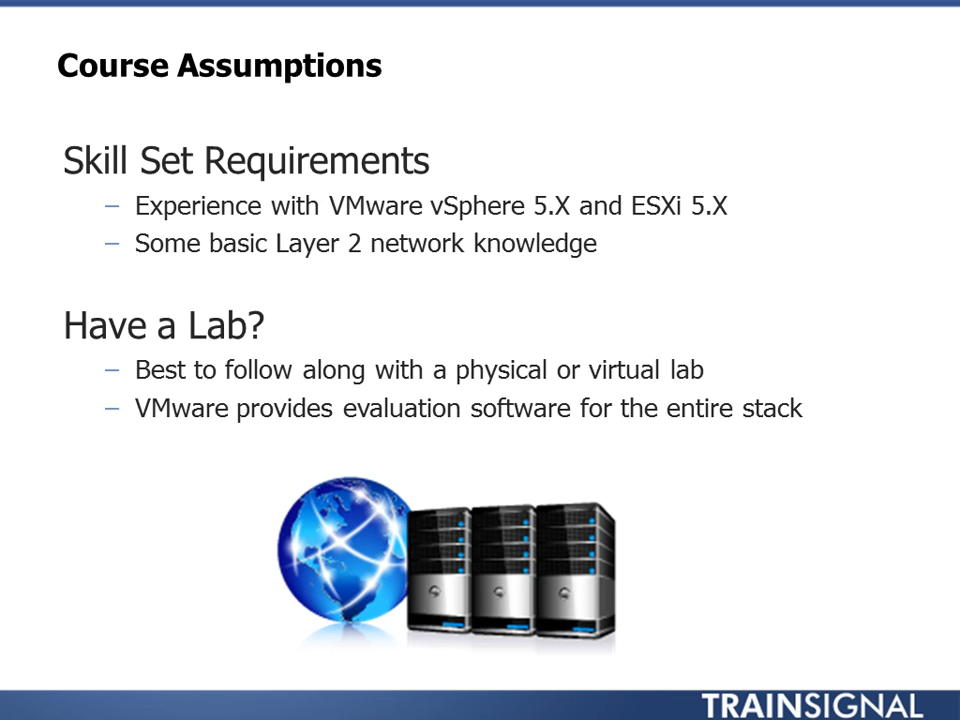 Course Assumptions
Skill Set Requirements
– Experience with VMware vSphere 5.X and ESXi 5.X
– Some basic Layer 2 network knowledge
Have a Lab?
– Best to follow along with a physical or virtual lab
– VMware provides evaluation software for the entire stack
TRAINSIGNAL